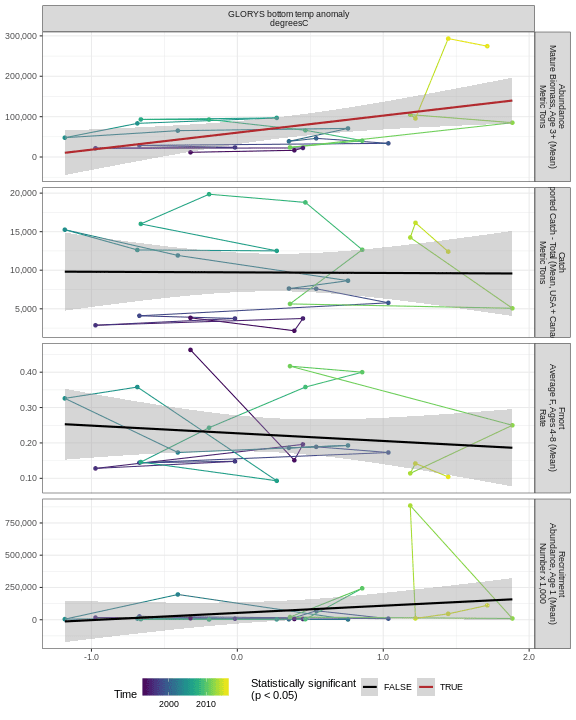 GLORYS bottom temp anomaly
degreesC
300,000
200,000
100,000
0
Abundance
Mature Biomass, Age 3+ (Mean)
Metric Tons
20,000
15,000
10,000
5,000
Catch
Total (Mean, USA +
Metric Tons
0.40
0.30
0.20
0.10
Fmort
Average F, Ages 4-8 (Mean)
Rate
750,000
500,000
250,000
0
Recruitment
Abundance, Age 1 (Mean)
Number x 1,000
-1.0 0.0 1.0 2.0
Time 2000 2010 Statistically significant
(p < 0.05) FALSE TRUE